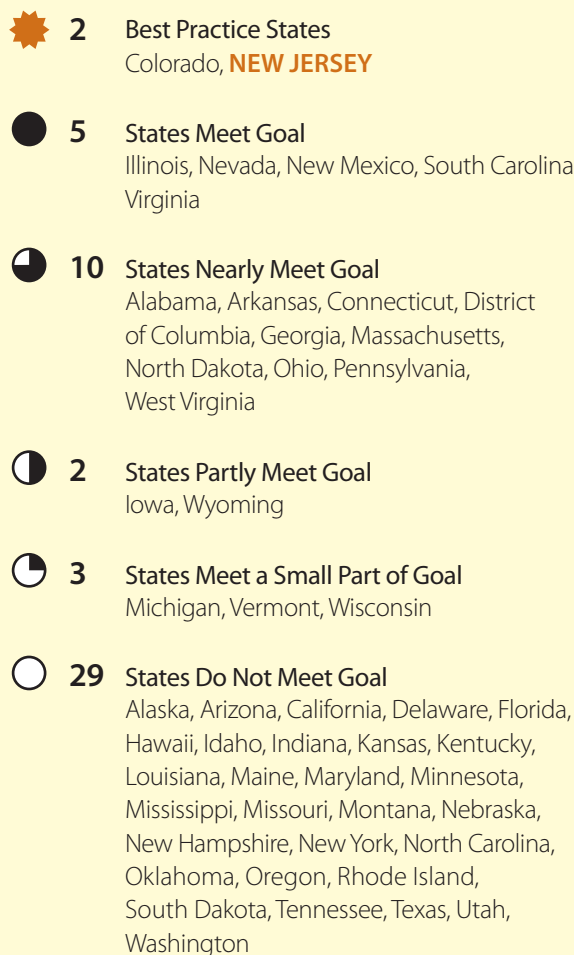 2 Best Practice States
Colorado, NEW JERSEY
5 States Meet Goal
Illinois, Nevada, New Mexico, South Carolina
Virginia
10 States Nearly Meet Goal
Alabama, Arkansas, Connecticut, District
of Columbia, Georgia, Massachusetts,
North Dakota, Ohio, Pennsylvania,
West Virginia
2 States Partly Meet Goal
Iowa, Wyoming
3 States Meet a Small Part of Goal
Michigan, Vermont, Wisconsin
29 States Do Not Meet Goal
Alaska, Arizona, California, Delaware, Florida,
Hawaii, Idaho, Indiana, Kansas, Kentucky,
Louisiana, Maine, Maryland, Minnesota,
Mississippi, Missouri, Montana, Nebraska,
New Hampshire, New York, North Carolina,
Oklahoma, Oregon, Rhode Island,
South Dakota, Tennessee, Texas, Utah,
Washington